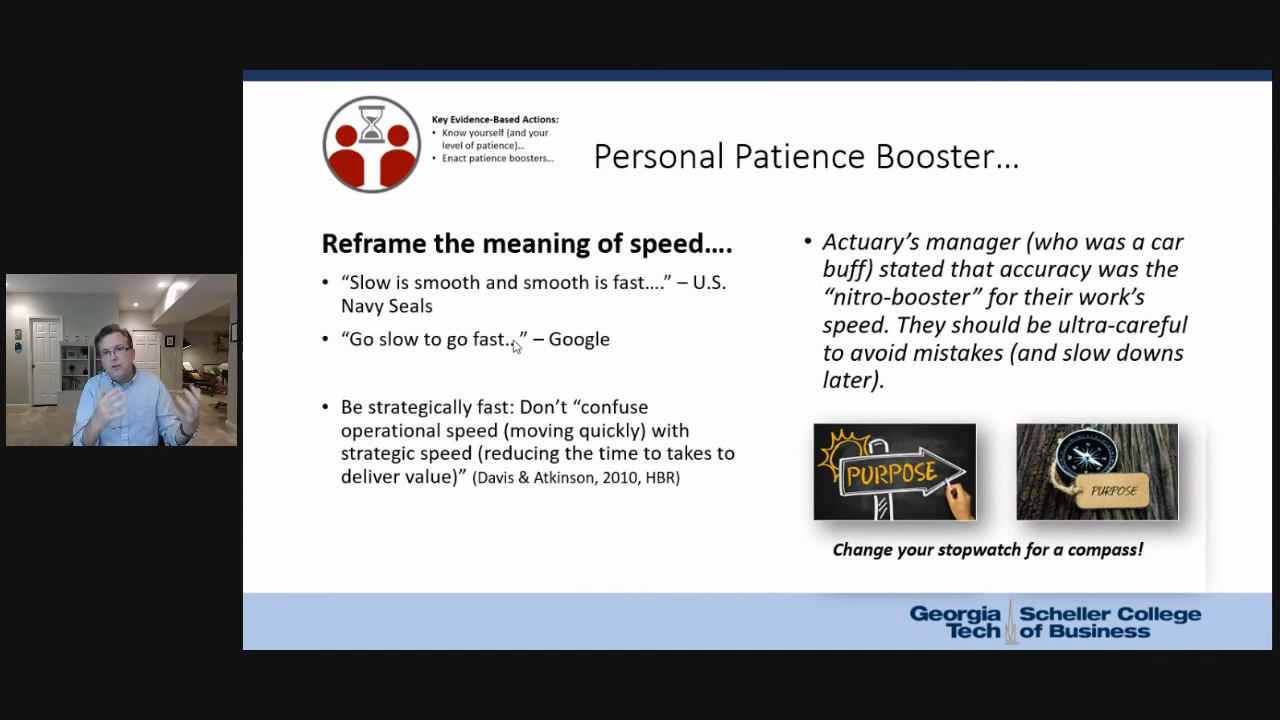 Key Evidence-Based Actions:
• Know yourself (and your
level of patience)…
• Enact patience boosters…
Personal Patience Booster…
Reframe the meaning of speed….
• “Slow is smooth and smooth is fast….” – U.S.
Navy Seals
• “Go slow to go fast…” – Google
• Be strategically fast: Don’t “confuse
operational speed (moving quickly) with
strategic speed (reducing the time to takes to
deliver value)” (Davis & Atkinson, 2010, HBR)
• Actuary’s manager (who was a car
buff) stated that accuracy was the
“nitro-booster” for their work’s
speed. They should be ultra-careful
to avoid mistakes (and slow downs
later).
PURPOSE
PURPOSE
Change your stopwatch for a compass!
Georgia Tech
Scheller College of Business